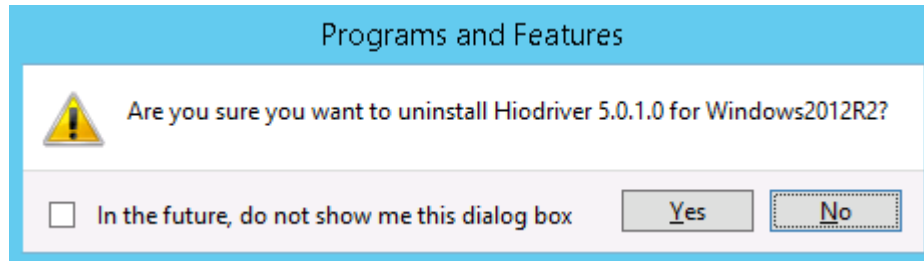 Programs and Features
Are you sure you want to uninstall Hiodriver 5.0.1.0 for Windows2012R2?
In the future, do not show me this dialog box
Yes
No